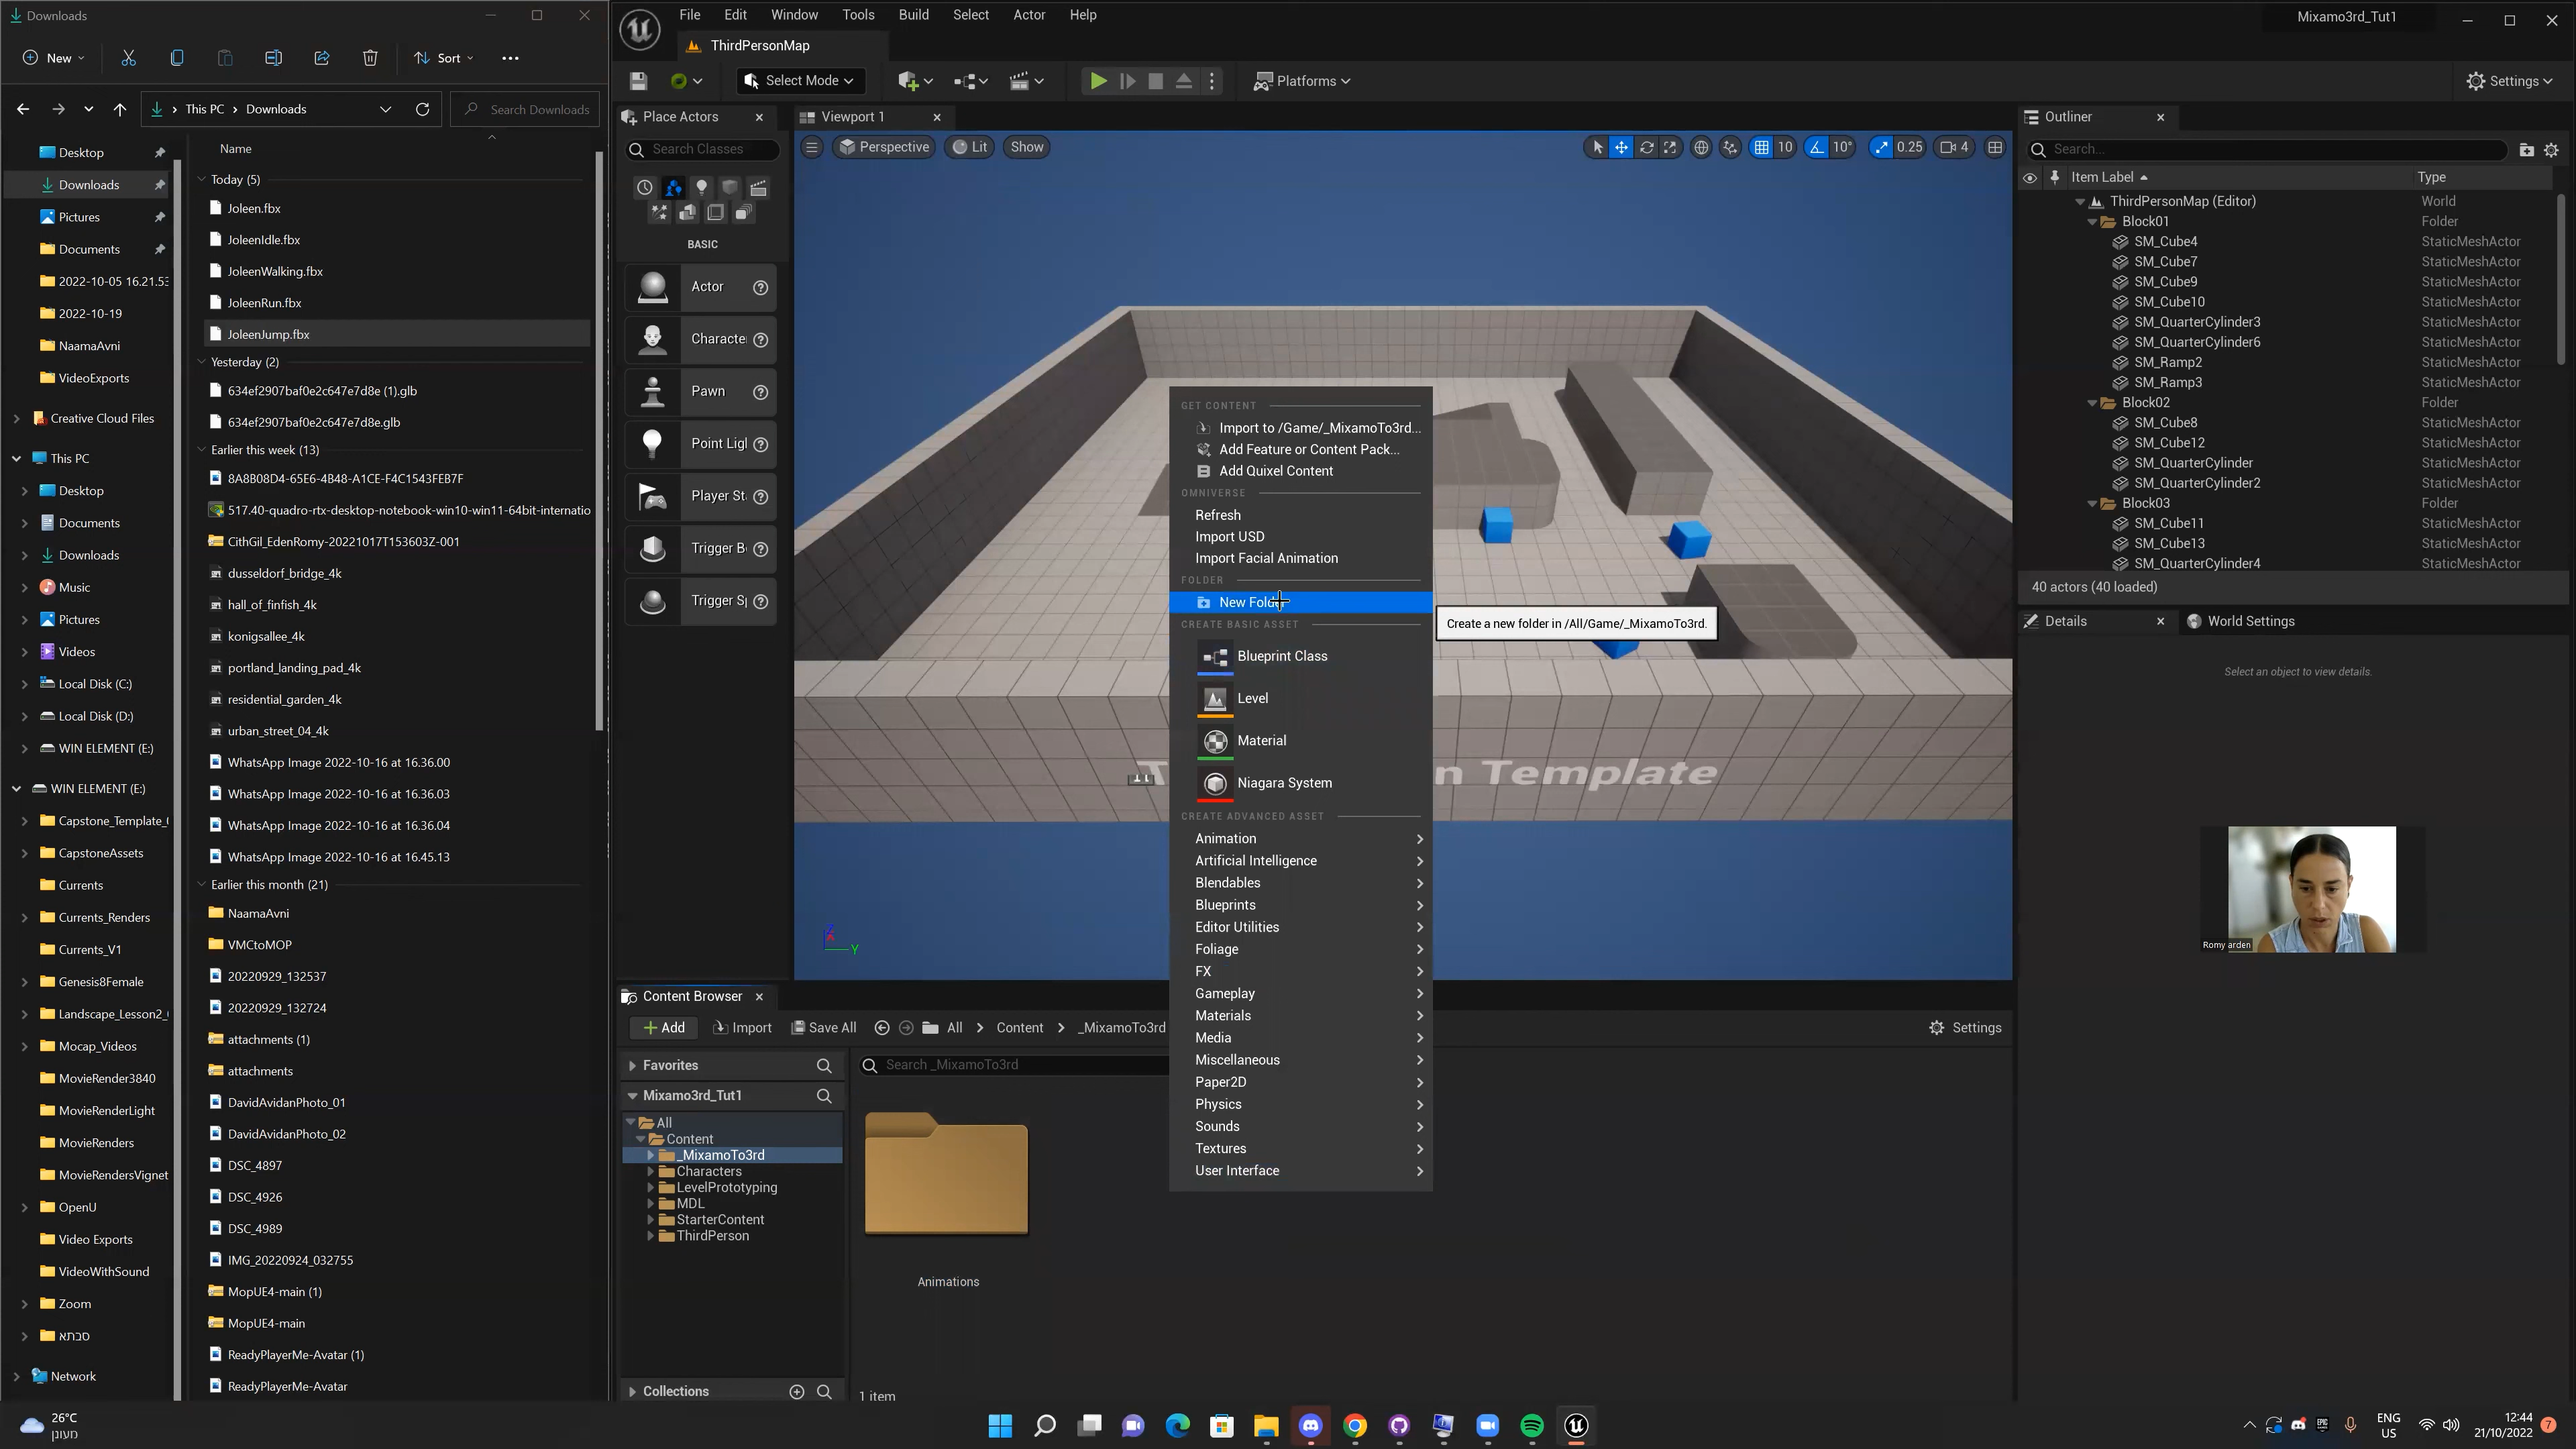 Downloads
New
Sort
This PC > Downloads
Search Downloads
Desktop
Downloads
Pictures
Documents
2022-10-05 16.21.53
2022-10-19
NaamaAvni
VideoExports
Creative Cloud Files
This PC
Desktop
Documents
Downloads
Music
Pictures
Videos
Local Disk (C:)
Local Disk (D:)
WIN ELEMENT (E:)
WIN ELEMENT (E:)
Capstone_Template_
CapstoneAssets
Currents
Currents_Renders
Currents_V1
Genesis8Female
Landscape_Lesson2_
Mocap_Videos
MovieRender3840
MovieRenderLight
MovieRenders
MovieRendersVignet
OpenU
Video Exports
VideoWithSound
Zoom
סבתא
Network
Name
Today (5)
Joleen.fbx
JoleenIdle.fbx
JoleenWalking.fbx
JoleenRun.fbx
JoleenJump.fbx
Yesterday (2)
634ef2907baf0e2c647e7d8e (1).glb
634ef2907baf0e2c647e7d8e.glb
Earlier this week (13)
8A8B08D4-65E6-4B48-A1CE-F4C1543FEB7F
517.40-quadro-rtx-desktop-notebook-win10-win11-64bit-internatio
CithGil_EdenRomy-20221017T153603Z-001
dusseldorf_bridge_4k
hall_of_finfish_4k
konigsallee_4k
portland_landing_pad_4k
residential_garden_4k
urban_street_04_4k
WhatsApp Image 2022-10-16 at 16.36.00
WhatsApp Image 2022-10-16 at 16.36.03
WhatsApp Image 2022-10-16 at 16.36.04
WhatsApp Image 2022-10-16 at 16.45.13
Earlier this month (21)
NaamaAvni
VMCtoMOP
20220929_132537
20220929_132724
attachments (1)
attachments
DavidAvidanPhoto_01
DavidAvidanPhoto_02
DSC_4897
DSC_4926
DSC_4989
IMG_20220924_032755
MopUE4-main (1)
MopUE4-main
ReadyPlayerMe-Avatar (1)
ReadyPlayerMe-Avatar
File Edit Window Tools Build Select Actor Help
Mixamo3rd_Tut1
ThirdPersonMap
Select Mode
Platforms
Settings
Place Actors
Search Classes
BASIC
Actor
Characte
Pawn
Point Ligl
Player St
Trigger B
Trigger S
Viewport 1
Perspective
Lit
Show
10
10°
0.25
4
n Template
GET CONTENT
Import to /Game/_MixamoTo3rd...
Add Feature or Content Pack...
Add Quixel Content
OMNIVERSE
Refresh
Import USD
Import Facial Animation
FOLDER
New Fold
Create a new folder in /All/Game/_MixamoTo3rd.
CREATE BASIC ASSET
Blueprint Class
Level
Material
Niagara System
CREATE ADVANCED ASSET
Animation
Artificial Intelligence
Blendables
Blueprints
Editor Utilities
Foliage
FX
Gameplay
Materials
Media
Miscellaneous
Paper2D
Physics
Sounds
Textures
User Interface
Outliner
Search...
Item Label
Type
ThirdPersonMap (Editor) World
Block01 Folder
SM_Cube4 StaticMeshActor
SM_Cube7 StaticMeshActor
SM_Cube9 StaticMeshActor
SM_Cube10 StaticMeshActor
SM_QuarterCylinder3 StaticMeshActor
SM_QuarterCylinder6 StaticMeshActor
SM_Ramp2 StaticMeshActor
SM_Ramp3 StaticMeshActor
Block02 Folder
SM_Cube8 StaticMeshActor
SM_Cube12 StaticMeshActor
SM_QuarterCylinder StaticMeshActor
SM_QuarterCylinder2 StaticMeshActor
Block03 Folder
SM_Cube11 StaticMeshActor
SM_Cube13 StaticMeshActor
SM_QuarterCylinder4 StaticMeshActor
40 actors (40 loaded)
Details
World Settings
Select an object to view details.
Romy arden
Content Browser
Add
Import
Save All
All > Content > _MixamoTo3rd
Settings
Favorites
Mixamo3rd_Tut1
All
Content
_MixamoTo3rd
Characters
LevelPrototyping
MDL
StarterContent
ThirdPerson
Collections
Search _MixamoTo3rd
Animations
1 item
26°C
מעונן
ENG
US
12:44
21/10/2022
7